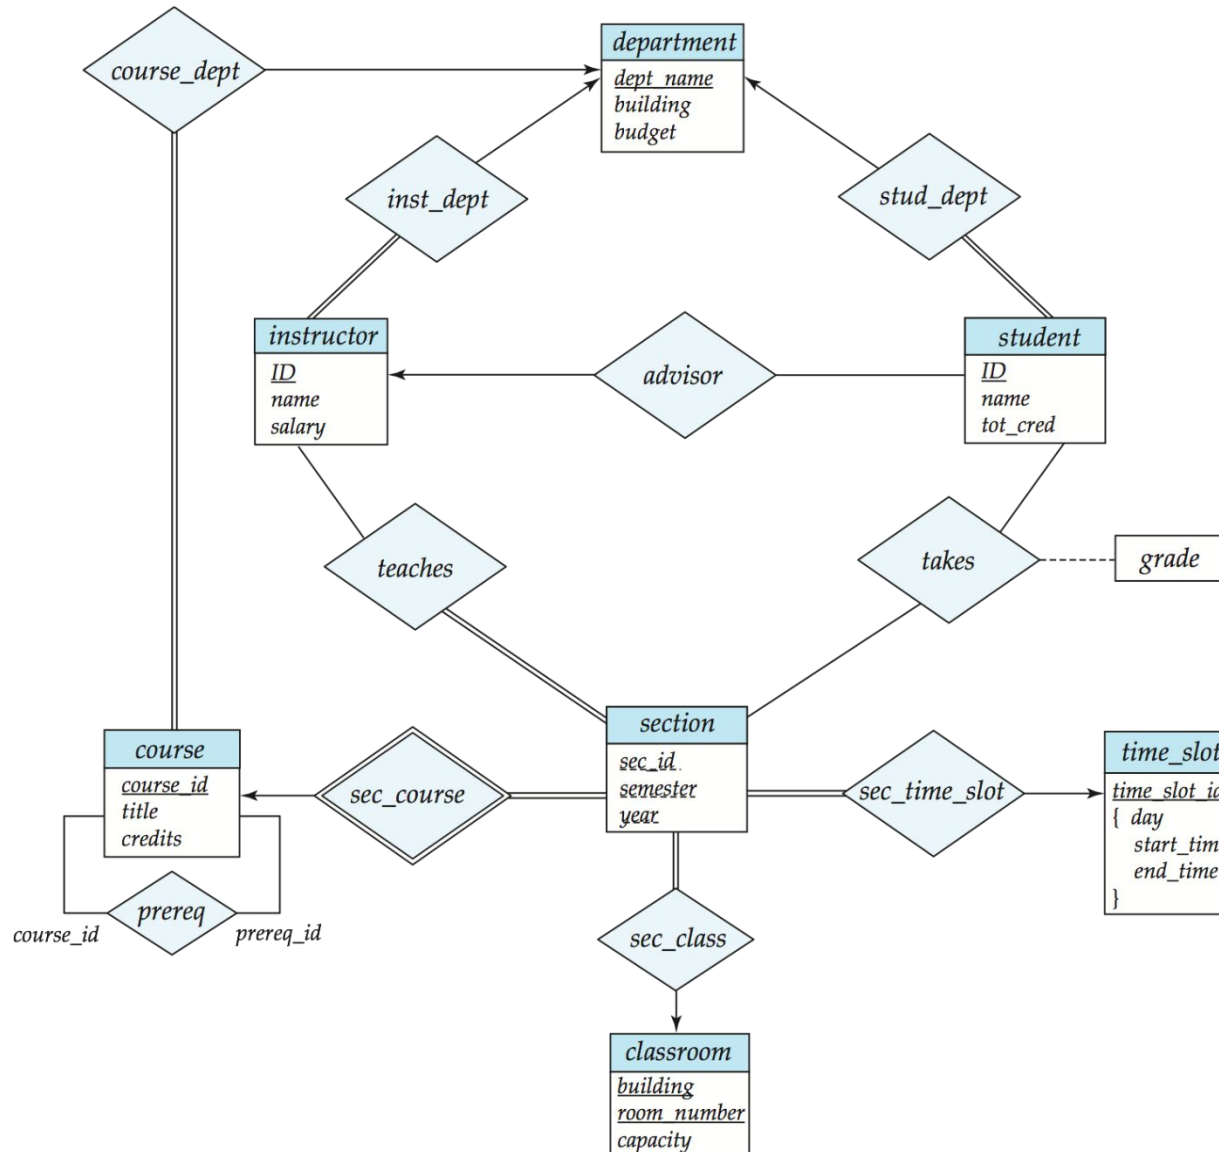 department
dept_name
building
budget
course_dept
inst_dept
stud_dept
instructor
ID
name
salary
advisor
student
ID
name
tot_cred
teaches
takes
grade
course
course_id
title
credits
prereq
course_id
prereq_id
sec_course
section
sec_id
semester
year
sec_time_slot
time_slot
time_slot_id
{ day
start_tim
end_time
}
sec_class
classroom
building
room_number
capacity